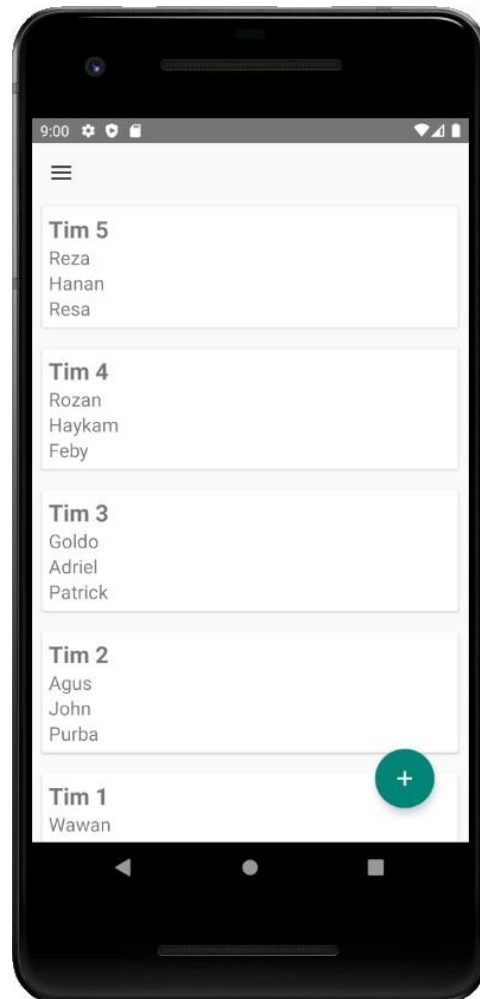 9:00
Tim 5
Reza
Hanan
Resa
Tim 4
Rozan
Haykam
Feby
Tim 3
Goldo
Adriel
Patrick
Tim 2
Agus
John
Purba
Tim 1
Wawan